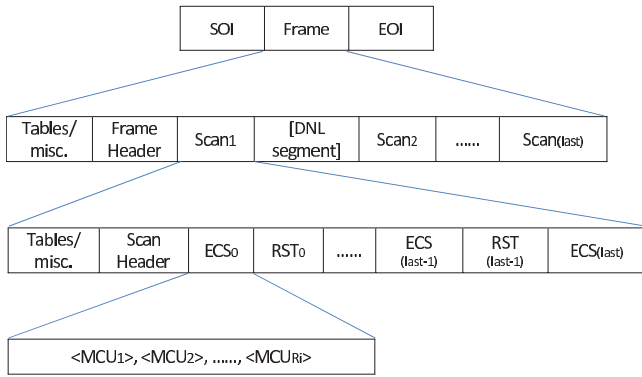 SOI Frame EOI
Tables/ misc. Frame Header Scan1 [DNL segment] Scan2 ...... Scan(last)
Tables/ misc. Scan Header ECS0 RST0 ...... ECS (last-1) RST (last-1) ECS(last)
<MCU1>, <MCU2>, ......, <MCURi>